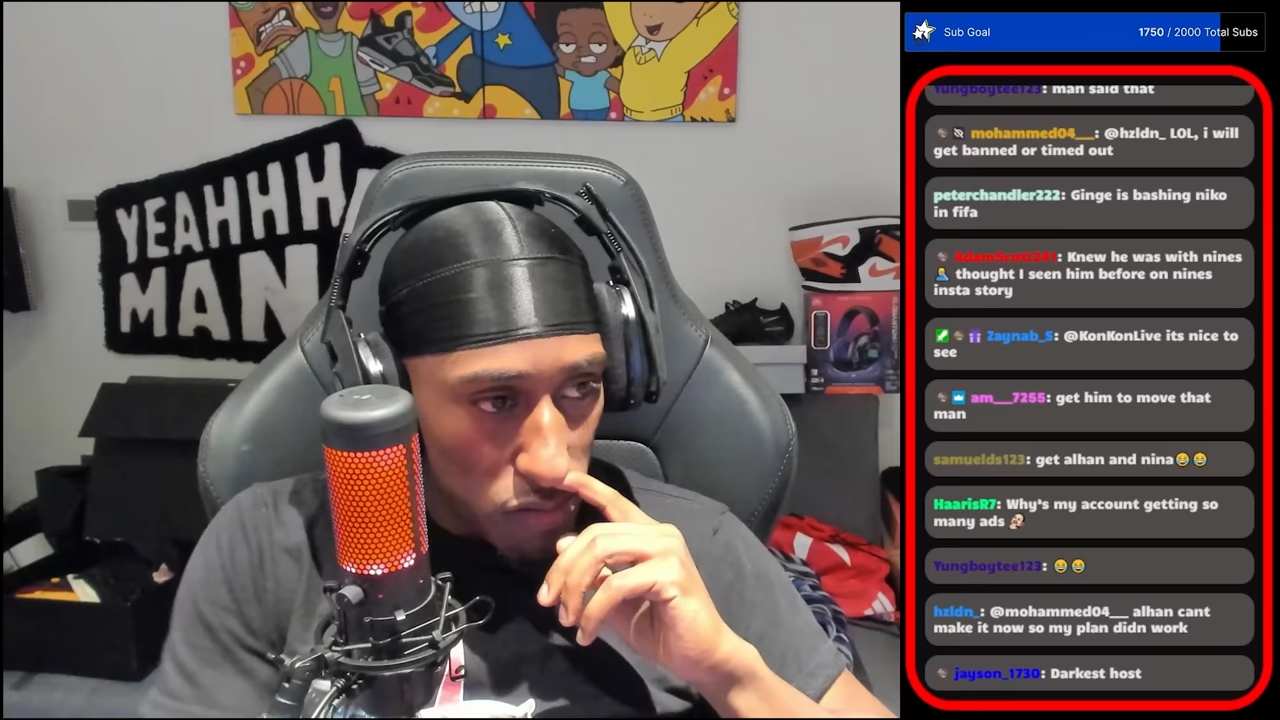 Sub Goal
1750 / 2000 Total Subs
YEAHHH
MAN
1
Yungboytee123: man said that
mohammed04__: @hzldn_ LOL, i will
get banned or timed out
peterchandler222: Ginge is bashing niko
in fifa
Knew he was with nines
thought I seen him before on nines
insta story
Zaynab_S: @KonKonLive its nice to
see
am__7255: get him to move that
man
samuelds123: get alhan and nina😂😂
HaarisR7: Why's my account getting so
many ads
Yungboytee123: 😂😂
hzldn_: @mohammed04__ alhan cant
make it now so my plan didn work
jayson_1730: Darkest host